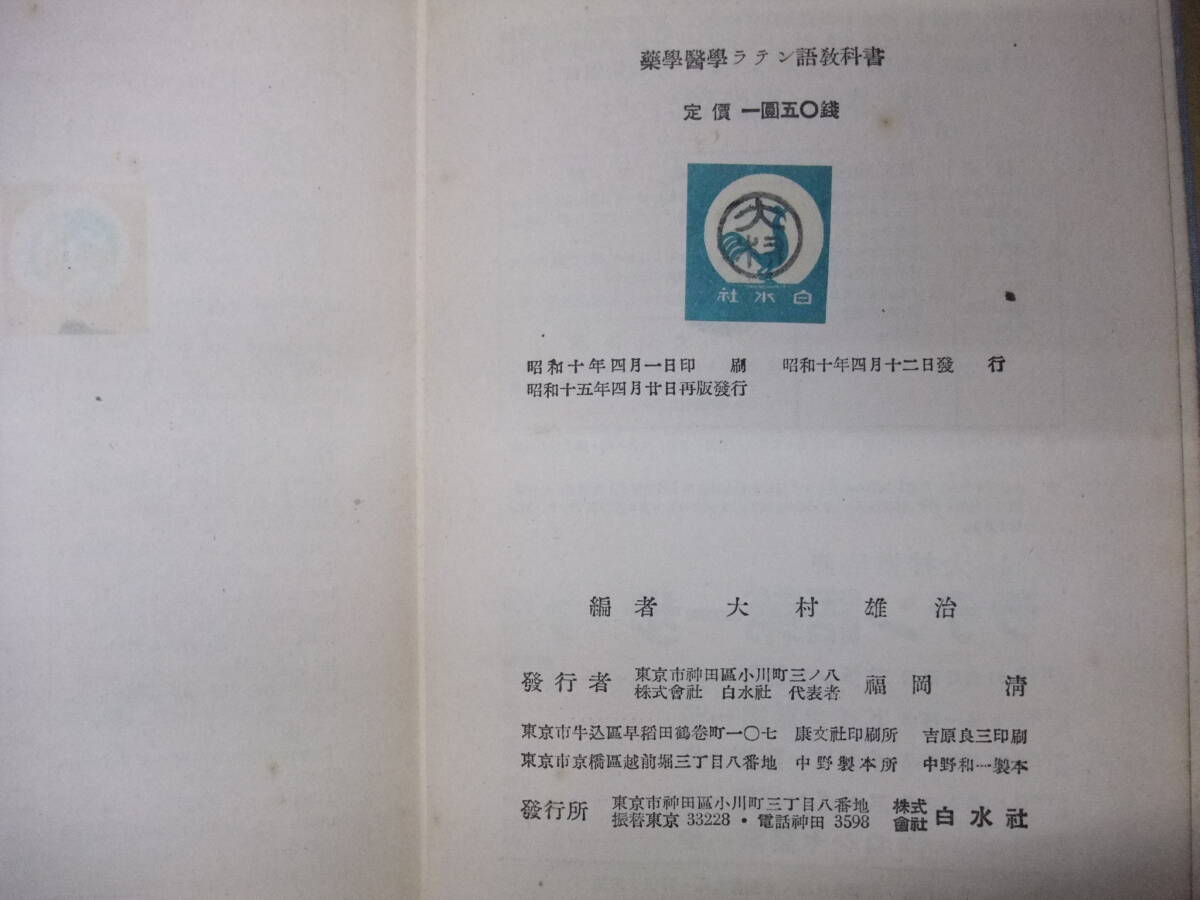 藥學醫學ラテン語敎科書
定價 一圓五〇錢
大村
白水社
昭和十年四月一日印刷 昭和十年四月十二日發行
昭和十五年四月廿日再版發行
編者 大村雄治
發行者 東京市神田區小川町三ノ八
株式會社 白水社 代表者 福岡淸
東京市牛込區早稻田鶴卷町一〇七 康文社印刷所 吉原良三印刷
東京市京橋區越前堀三丁目八番地 中野製本所 中野和一製本
發行所 東京市神田區小川町三丁目八番地 株式會社 白水社
振替東京 33228・電話神田 3598